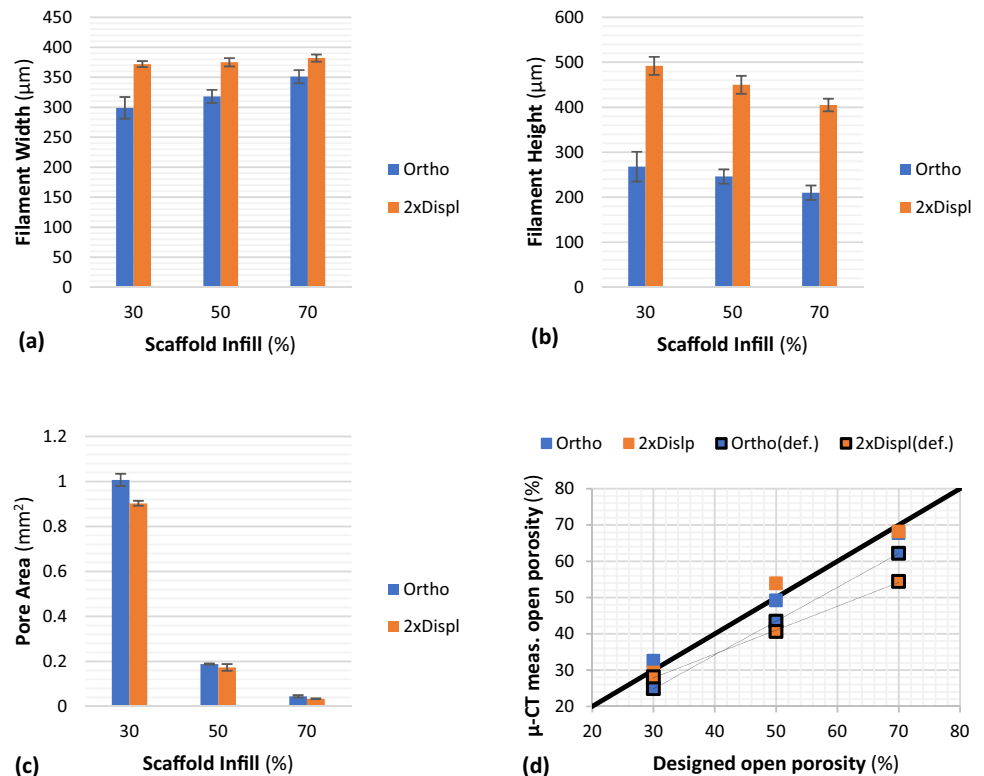 450
400
350
300
250
200
150
100
50
0
Filament Width (µm)
30 50 70
Scaffold Infill (%)
Ortho
2xDispl
(a)
600
500
400
300
200
100
0
Filament Height (µm)
30 50 70
Scaffold Infill (%)
Ortho
2xDispl
(b)
1.2
1
0.8
0.6
0.4
0.2
0
Pore Area (mm²)
30 50 70
Scaffold Infill (%)
Ortho
2xDispl
(c)
Ortho 2xDislp Ortho(def.) 2xDispl(def.)
80
70
60
50
40
30
20
µ-CT meas. open porosity (%)
20 30 40 50 60 70 80
Designed open porosity (%)
(d)